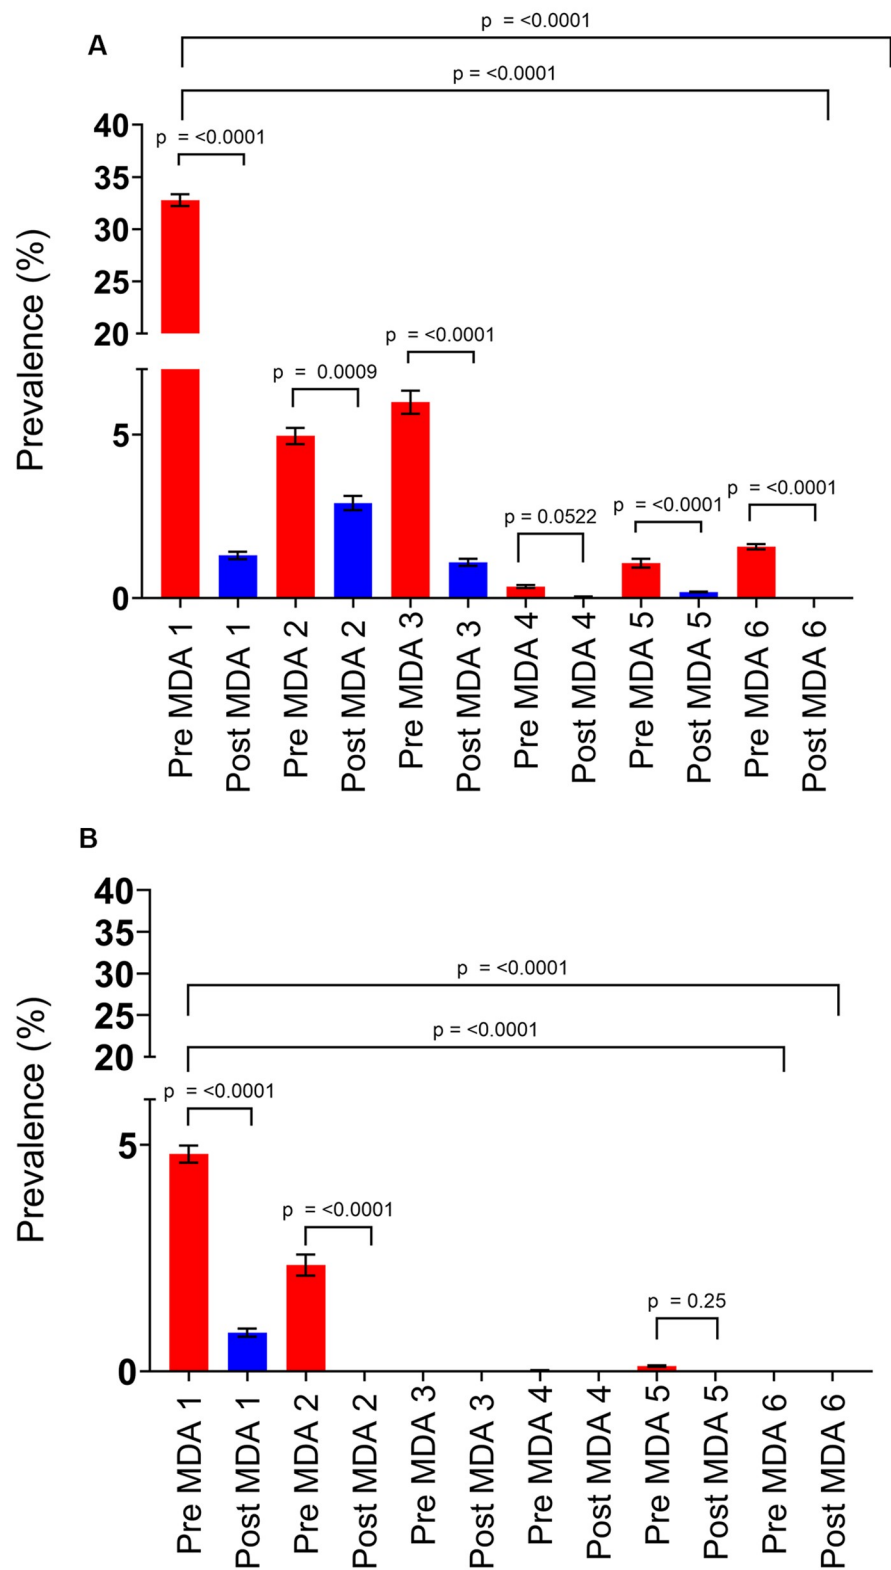 A
p = <0.0001
p = <0.0001
p = <0.0001
40
35
30
25
20
5
0
Prevalence (%)
p = 0.0009
p = <0.0001
p = 0.0522
p = <0.0001
p = <0.0001
Pre MDA 1
Post MDA 1
Pre MDA 2
Post MDA 2
Pre MDA 3
Post MDA 3
Pre MDA 4
Post MDA 4
Pre MDA 5
Post MDA 5
Pre MDA 6
Post MDA 6
B
40
35
30
25
20
5
0
Prevalence (%)
p = <0.0001
p = <0.0001
p = <0.0001
p = <0.0001
p = 0.25
Pre MDA 1
Post MDA 1
Pre MDA 2
Post MDA 2
Pre MDA 3
Post MDA 3
Pre MDA 4
Post MDA 4
Pre MDA 5
Post MDA 5
Pre MDA 6
Post MDA 6